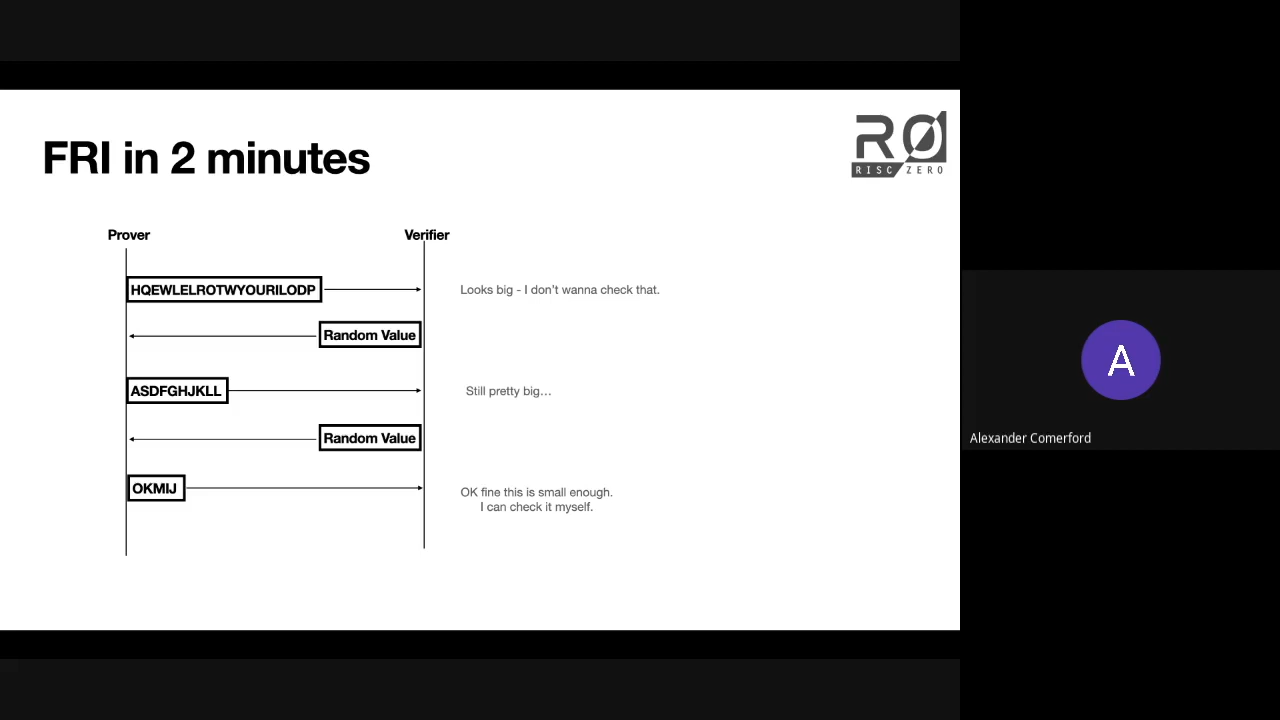 FRI in 2 minutes
RØ
RISC ZERO
Prover
Verifier
HQEWLELROTWYOURILODP
Looks big - I don't wanna check that.
Random Value
ASDFGHJKLL
Still pretty big…
Random Value
OKMIJ
OK fine this is small enough.
I can check it myself.
A
Alexander Comerford